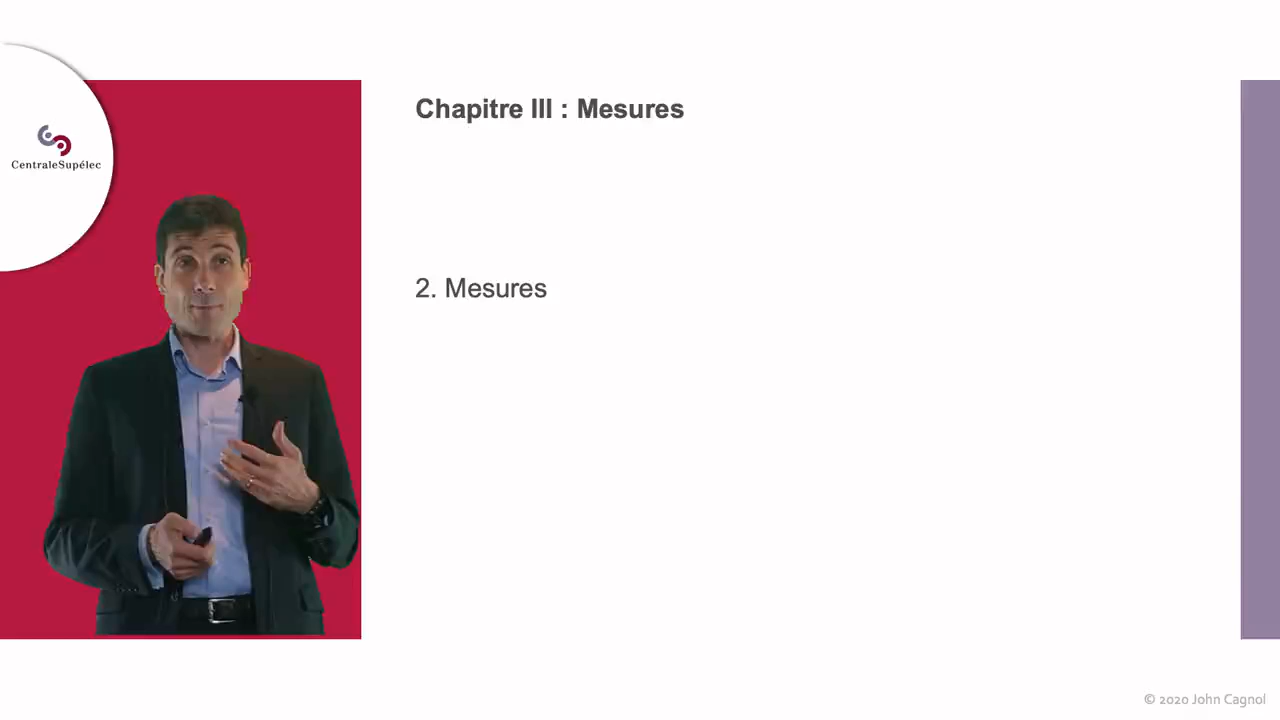 CentraleSupélec
Chapitre III : Mesures
2. Mesures
© 2020 John Cagnol